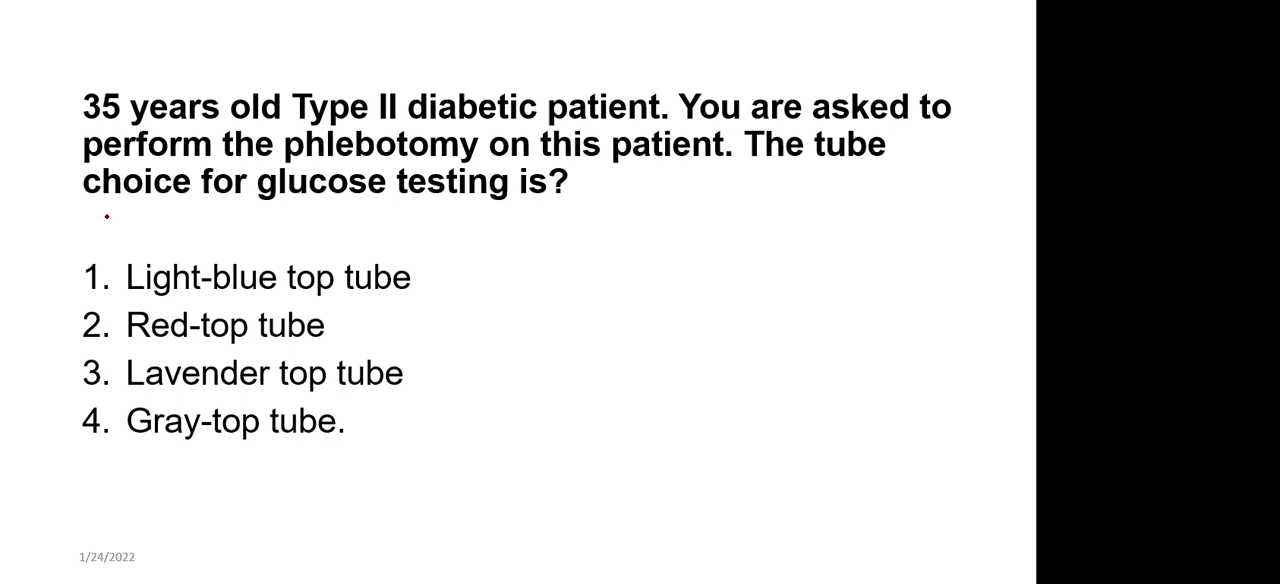 35 years old Type II diabetic patient. You are asked to
perform the phlebotomy on this patient. The tube
choice for glucose testing is?
1. Light-blue top tube
2. Red-top tube
3. Lavender top tube
4. Gray-top tube.
1/24/2022